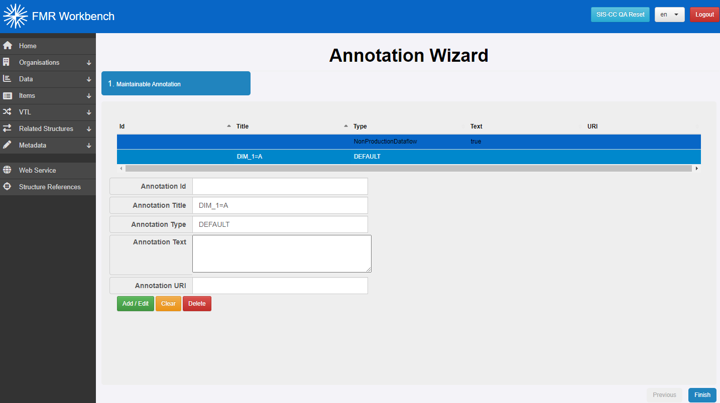 FMR Workbench
SIS-CC QA Reset
en
Logout
Home
Organisations
Data
Items
VTL
Related Structures
Metadata
Web Service
Structure References
Annotation Wizard
1. Maintainable Annotation
Id Title Type Text URI
NonProductionDataflow true
DIM_1=A DEFAULT
Annotation Id
Annotation Title DIM_1=A
Annotation Type DEFAULT
Annotation Text
Annotation URI
Add / Edit Clear Delete
Previous Finish